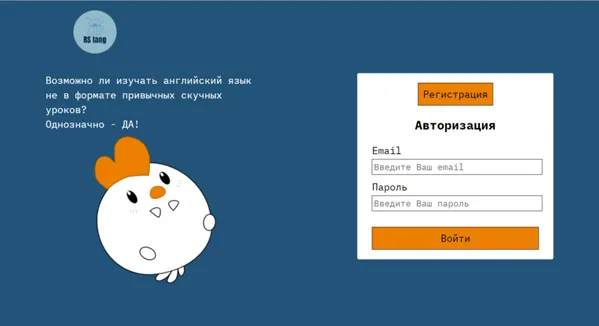 RS lang
Возможно ли изучать английский язык
не в формате привычных скучных
уроков?
Однозначно - ДА!
Регистрация
Авторизация
Email
Введите Ваш email
Пароль
Введите Ваш пароль
Войти